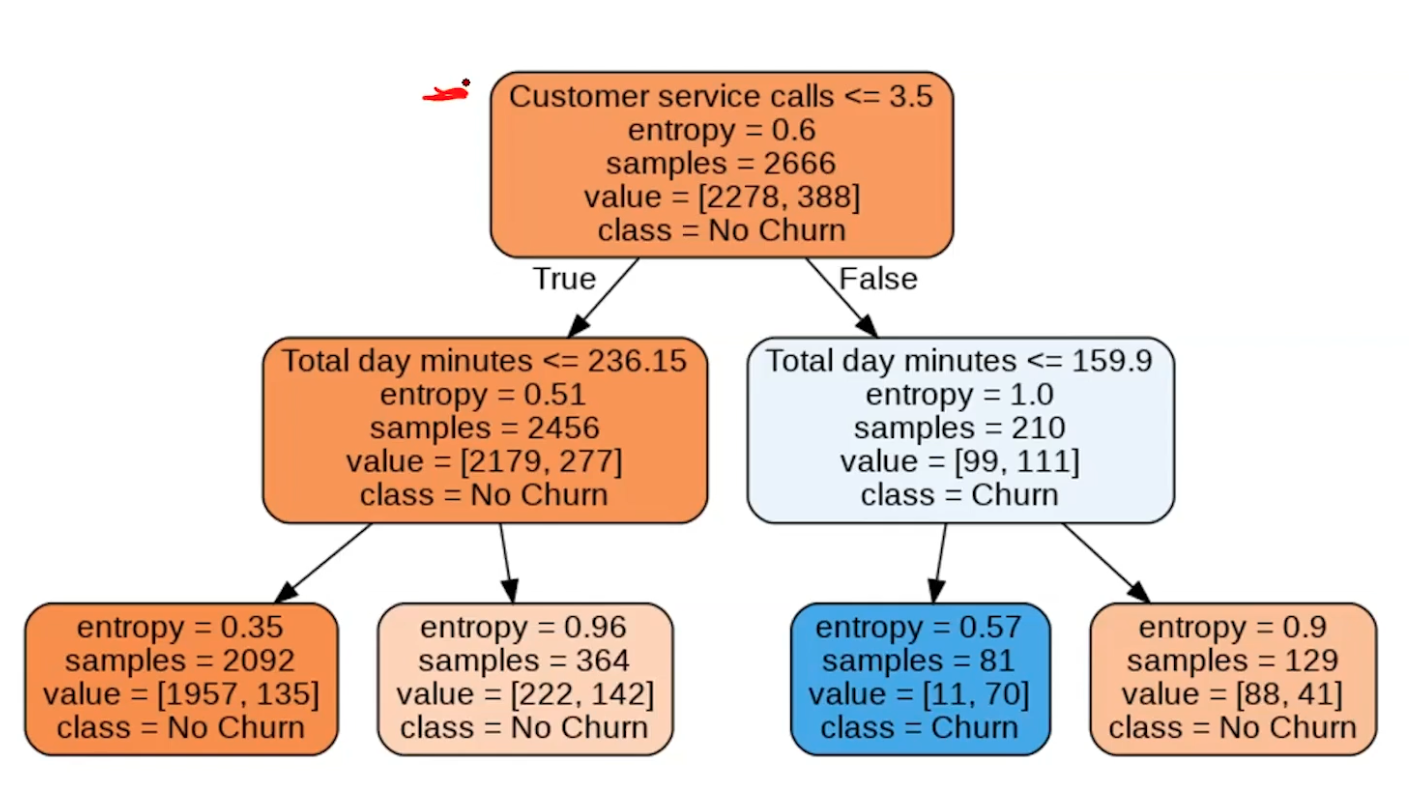 Customer service calls <= 3.5
entropy = 0.6
samples = 2666
value = [2278, 388]
class = No Churn
True
False
Total day minutes <= 236.15
entropy = 0.51
samples = 2456
value = [2179, 277]
class = No Churn
Total day minutes <= 159.9
entropy = 1.0
samples = 210
value = [99, 111]
class = Churn
entropy = 0.35
samples = 2092
value = [1957, 135]
class = No Churn
entropy = 0.96
samples = 364
value = [222, 142]
class = No Churn
entropy = 0.57
samples = 81
value = [11, 70]
class = Churn
entropy = 0.9
samples = 129
value = [88, 41]
class = No Churn